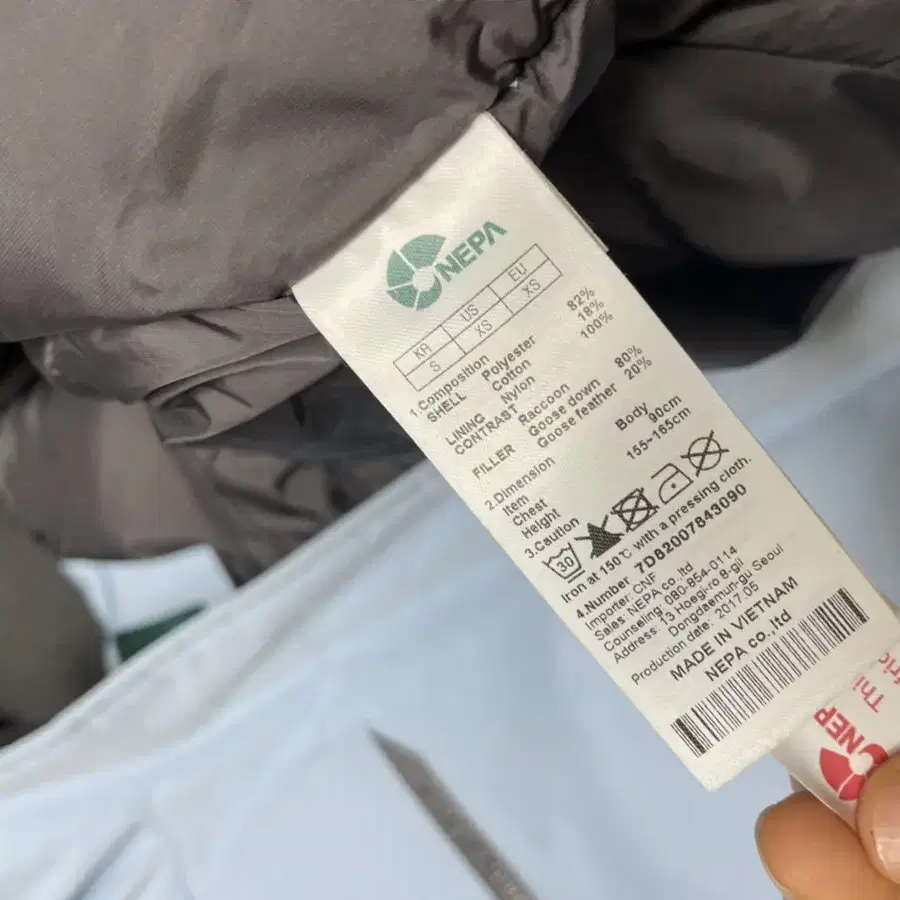 NEPA
KR US EU
S XS XS
1.Composition
SHELL Polyester 82%
Cotton 18%
LINING Nylon 100%
CONTRAST Raccoon
FILLER Goose down 80%
Goose feather 20%
2.Dimension
Item Body
Chest 90cm
Height 155~165cm
3.Caution
30
Iron at 150℃ with a pressing cloth.
4.Number 7D82007843090
Importer: CNF
Sales: NEPA co.,ltd
Counseling: 080-854-0114
Address: 13 Hoegi-ro 8-gil
Dongdaemun-gu Seoul
Production date: 2017.05
MADE IN VIETNAM
NEPA co.,ltd
NEP
Thi